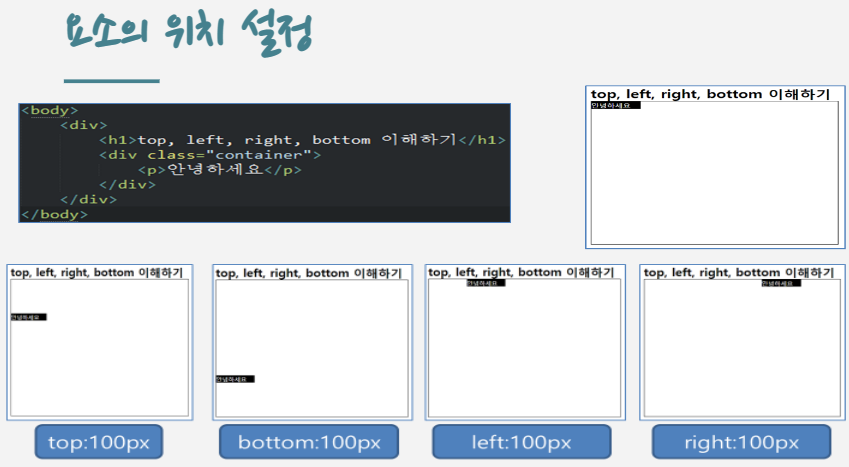 요소의 위치 설정
<body>
<div>
<h1>top, left, right, bottom 이해하기</h1>
<div class="container">
<p>안녕하세요</p>
</div>
</div>
</body>
top, left, right, bottom 이해하기
안녕하세요
top, left, right, bottom 이해하기
안녕하세요
top:100px
top, left, right, bottom 이해하기
안녕하세요
bottom:100px
top, left, right, bottom 이해하기
안녕하세요
left:100px
top, left, right, bottom 이해하기
안녕하세요
right:100px